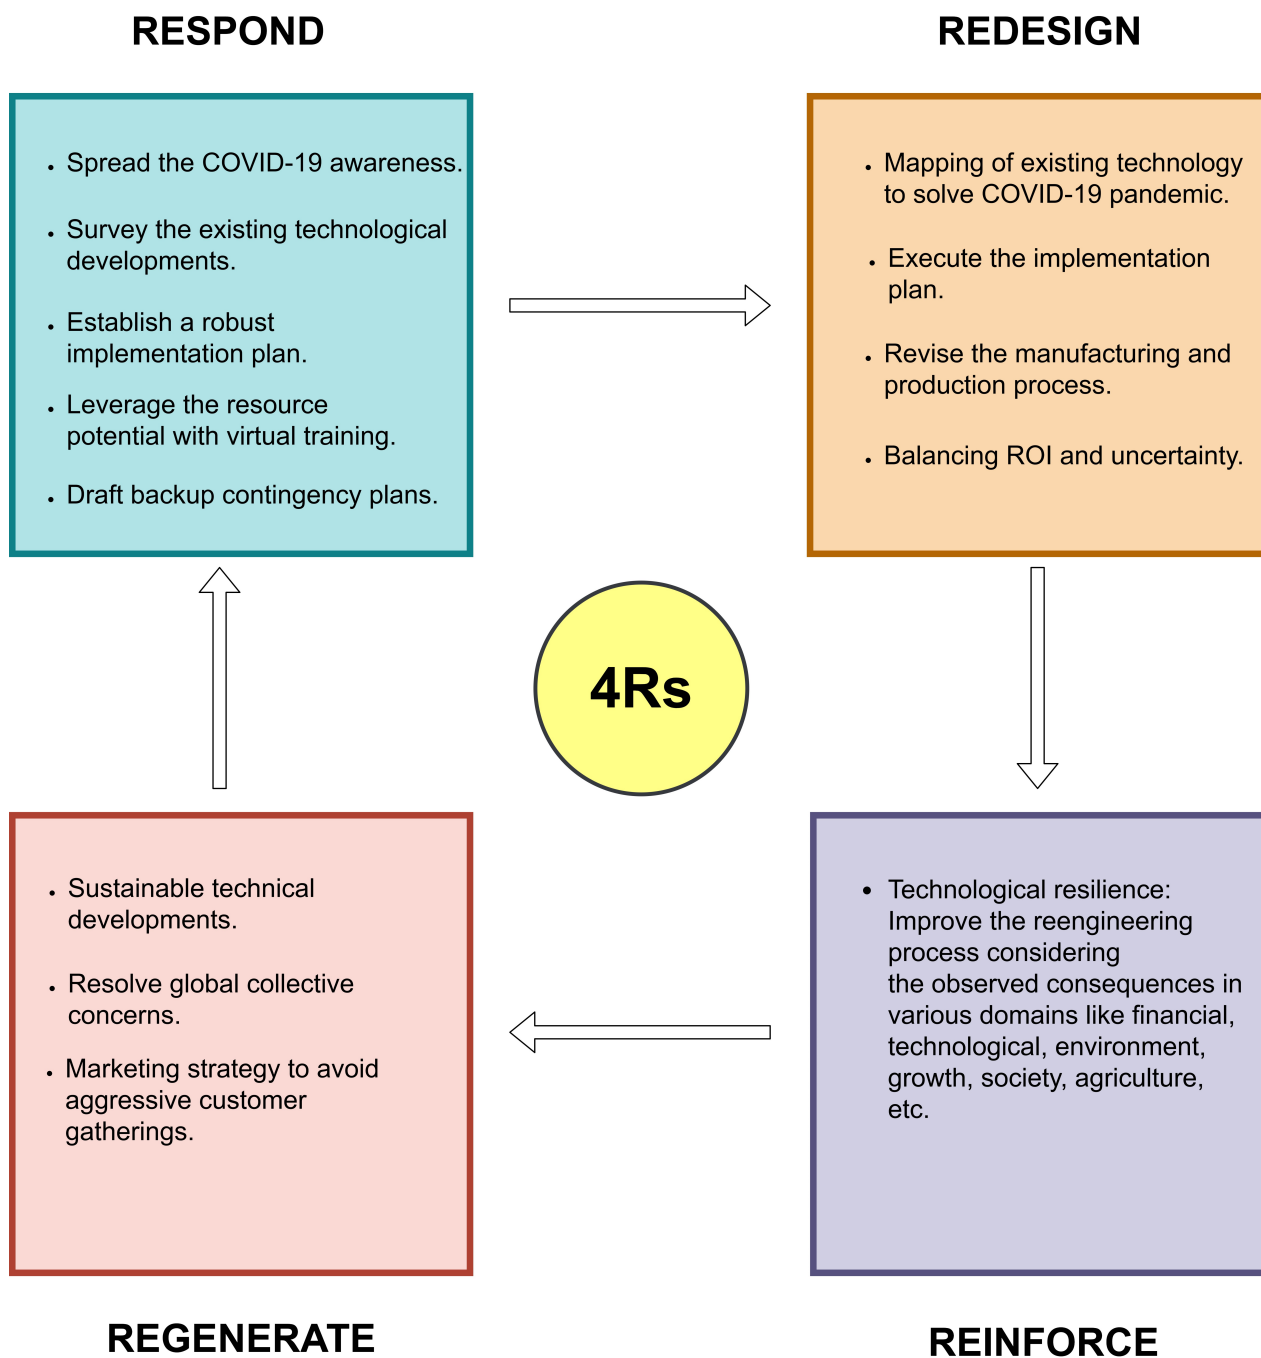 RESPOND
• Spread the COVID-19 awareness.
• Survey the existing technological
developments.
• Establish a robust
implementation plan.
• Leverage the resource
potential with virtual training.
• Draft backup contingency plans.
REDESIGN
• Mapping of existing technology
to solve COVID-19 pandemic.
• Execute the implementation
plan.
• Revise the manufacturing and
production process.
• Balancing ROI and uncertainty.
4Rs
• Sustainable technical
developments.
• Resolve global collective
concerns.
• Marketing strategy to avoid
aggressive customer
gatherings.
REGENERATE
• Technological resilience:
Improve the reengineering
process considering
the observed consequences in
various domains like financial,
technological, environment,
growth, society, agriculture,
etc.
REINFORCE